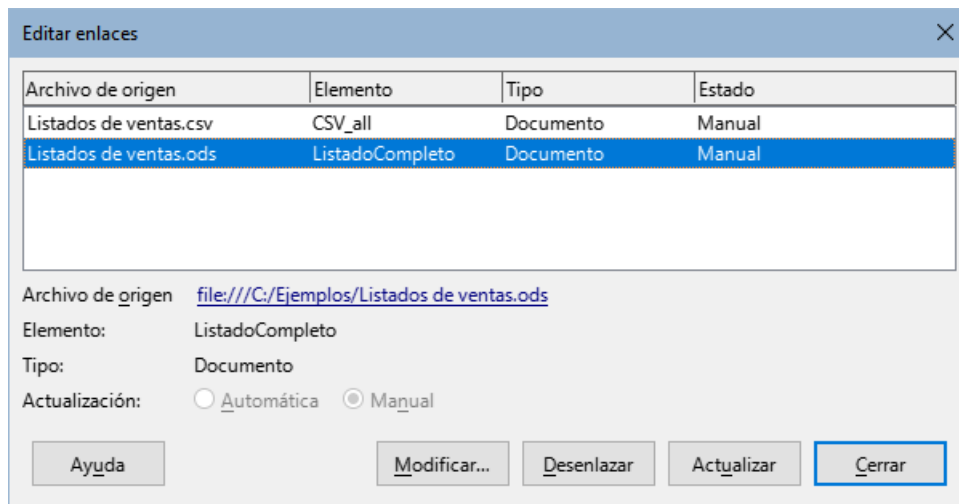 Editar enlaces
Archivo de origen Elemento Tipo Estado
Listados de ventas.csv CSV_all Documento Manual
Listados de ventas.ods ListadoCompleto Documento Manual
Archivo de origen file:///C:/Ejemplos/Listados de ventas.ods
Elemento: ListadoCompleto
Tipo: Documento
Actualización: Automática Manual
Ayuda Modificar... Desenlazar Actualizar Cerrar